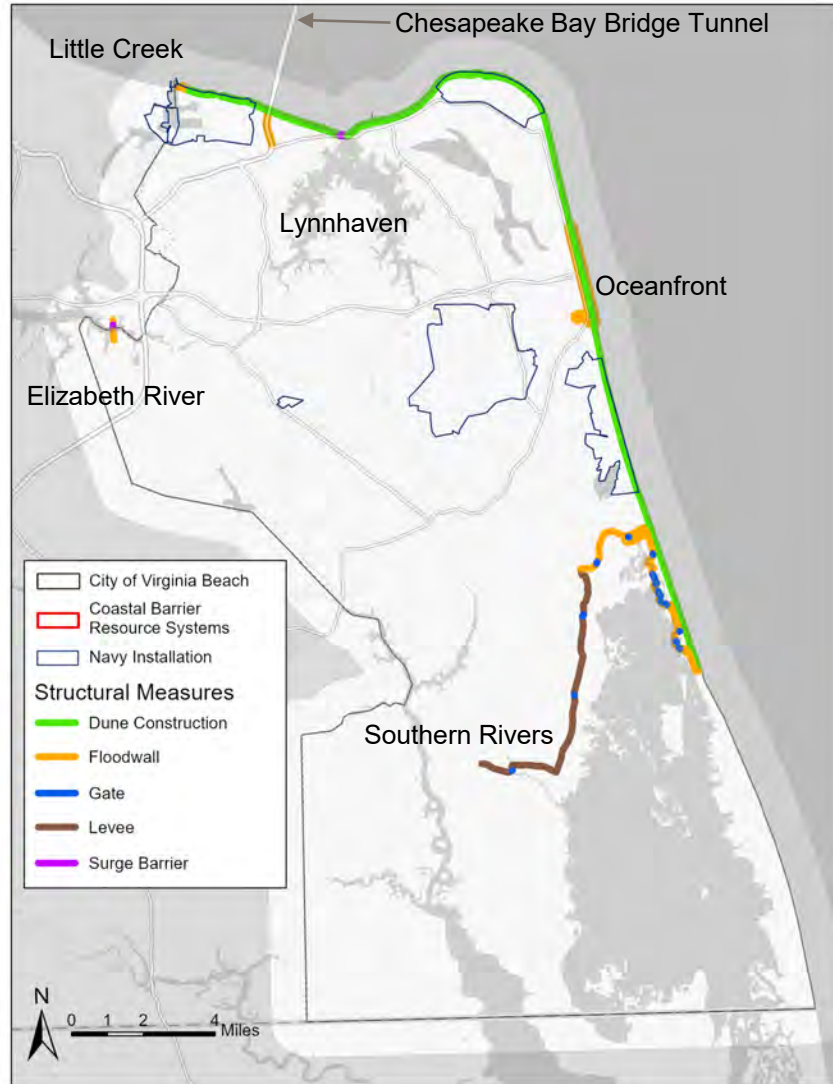 Chesapeake Bay Bridge Tunnel
Little Creek
Lynnhaven
Oceanfront
Elizabeth River
City of Virginia Beach
Coastal Barrier
Resource Systems
Navy Installation
Structural Measures
Dune Construction
Floodwall
Gate
Levee
Surge Barrier
Southern Rivers
N
0 1 2 4
Miles